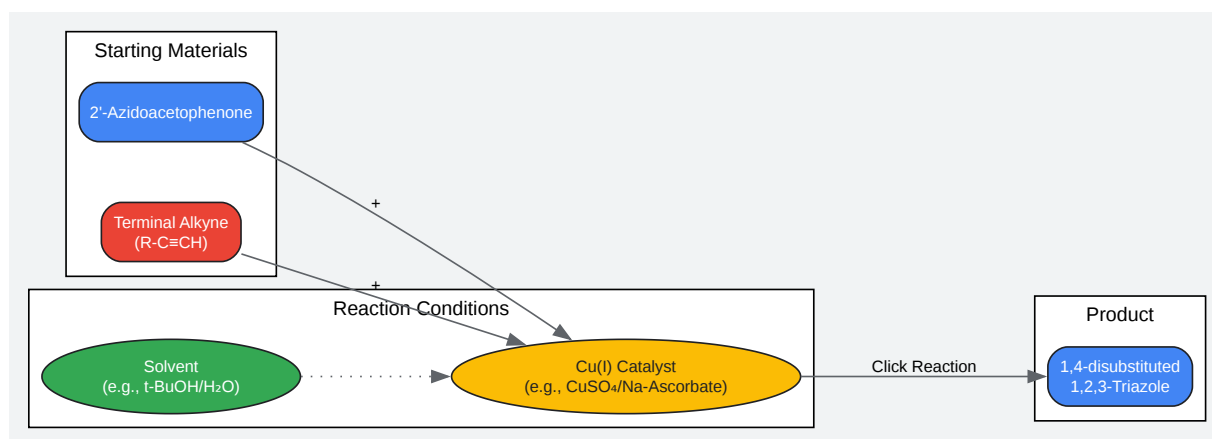 Starting Materials
2'-Azidoacetophenone
+
Terminal Alkyne
(R-C≡CH)
+
Reaction Conditions
Solvent
(e.g., t-BuOH/H₂O)
Cu(I) Catalyst
(e.g., CuSO₄/Na-Ascorbate)
Click Reaction
Product
1,4-disubstituted
1,2,3-Triazole